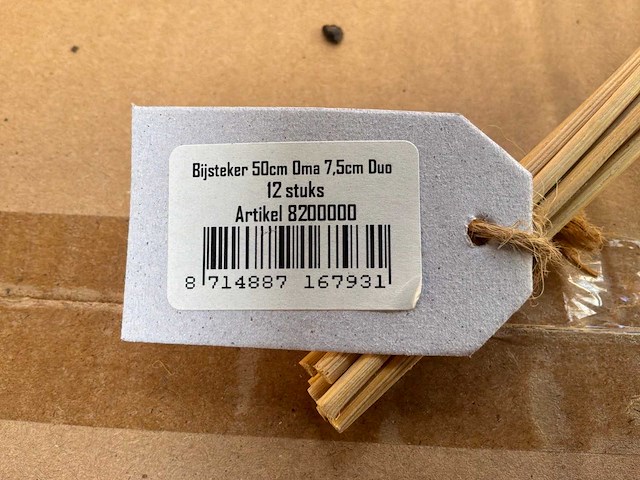 Bijsteker 50cm Oma 7,5cm Duo
12 stuks
Artikel 8200000
8 714887 167931